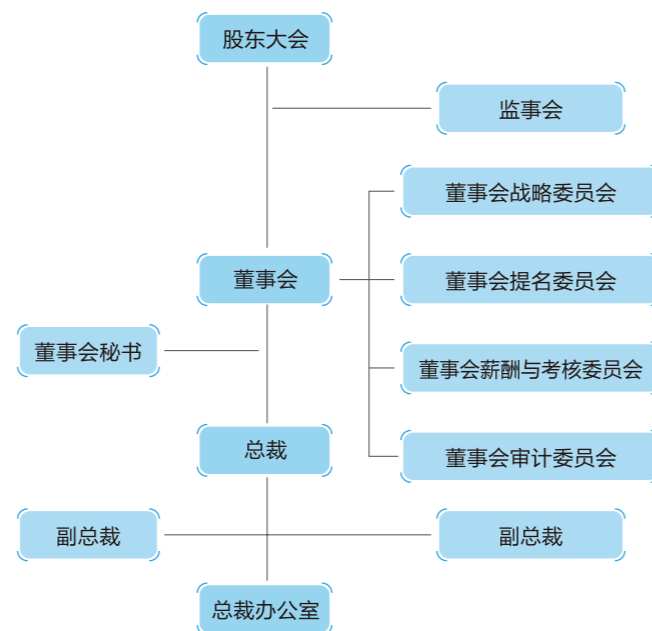 股东大会
监事会
董事会战略委员会
董事会
董事会提名委员会
董事会秘书
董事会薪酬与考核委员会
总裁
董事会审计委员会
副总裁
副总裁
总裁办公室